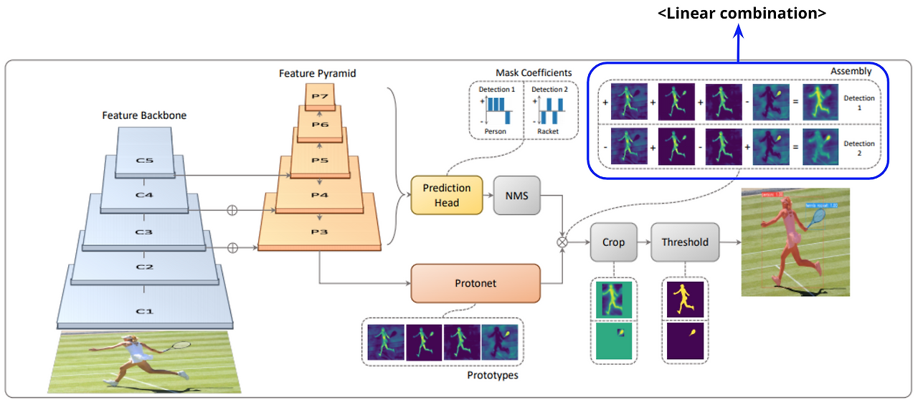 <Linear combination>
Assembly
Mask Coefficients
Feature Pyramid
Feature Backbone
Detection 1
Detection 2
+
-
Person
+
-
Racket
+ + + - = Detection 1
- + - + = Detection 2
P7
P6
P5
P4
P3
C5
C4
C3
C2
C1
Prediction
Head
NMS
Crop
Threshold
Protonet
Prototypes